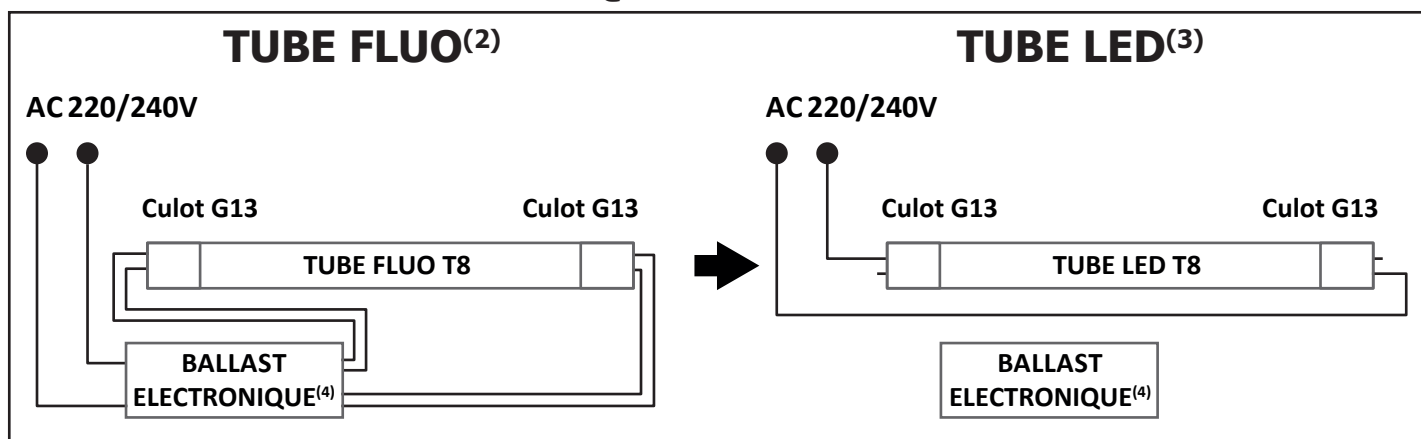 TUBE FLUO(2)
AC 220/240V
Culot G13
Culot G13
TUBE FLUO T8
BALLAST
ELECTRONIQUE(4)
TUBE LED(3)
AC 220/240V
Culot G13
Culot G13
TUBE LED T8
BALLAST
ELECTRONIQUE(4)